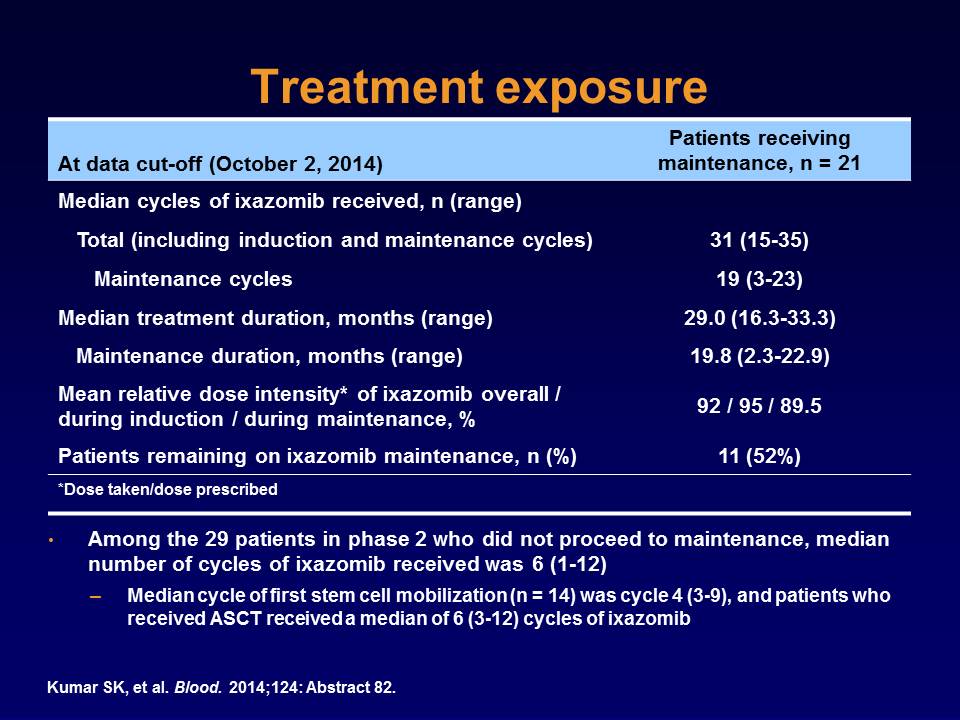 Treatment exposure
At data cut-off (October 2, 2014)
Patients receiving
maintenance, n = 21
Median cycles of ixazomib received, n (range)
Total (including induction and maintenance cycles) 31 (15-35)
Maintenance cycles 19 (3-23)
Median treatment duration, months (range) 29.0 (16.3-33.3)
Maintenance duration, months (range) 19.8 (2.3-22.9)
Mean relative dose intensity* of ixazomib overall /
during induction / during maintenance, %
92 / 95 / 89.5
Patients remaining on ixazomib maintenance, n (%) 11 (52%)
*Dose taken/dose prescribed
• Among the 29 patients in phase 2 who did not proceed to maintenance, median
number of cycles of ixazomib received was 6 (1-12)
– Median cycle of first stem cell mobilization (n = 14) was cycle 4 (3-9), and patients who
received ASCT received a median of 6 (3-12) cycles of ixazomib
Kumar SK, et al. Blood. 2014;124: Abstract 82.